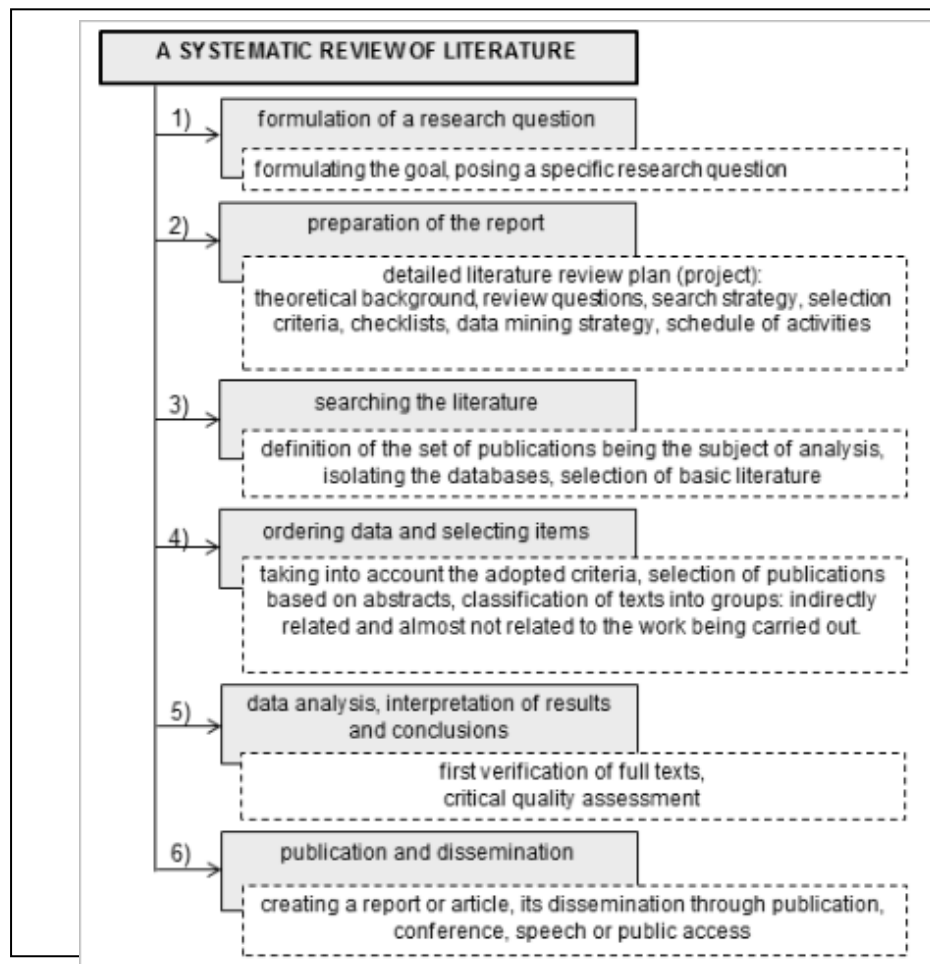 A SYSTEMATIC REVIEW OF LITERATURE
1)
formulation of a research question
formulating the goal, posing a specific research question
2)
preparation of the report
detailed literature review plan (project):
theoretical background, review questions, search strategy, selection
criteria, checklists, data mining strategy, schedule of activities
3)
searching the literature
definition of the set of publications being the subject of analysis,
isolating the databases, selection of basic literature
4)
ordering data and selecting items
taking into account the adopted criteria, selection of publications
based on abstracts, classification of texts into groups: indirectly
related and almost not related to the work being carried out.
5)
data analysis, interpretation of results
and conclusions
first verification of full texts,
critical quality assessment
6)
publication and dissemination
creating a report or article, its dissemination through publication,
conference, speech or public access